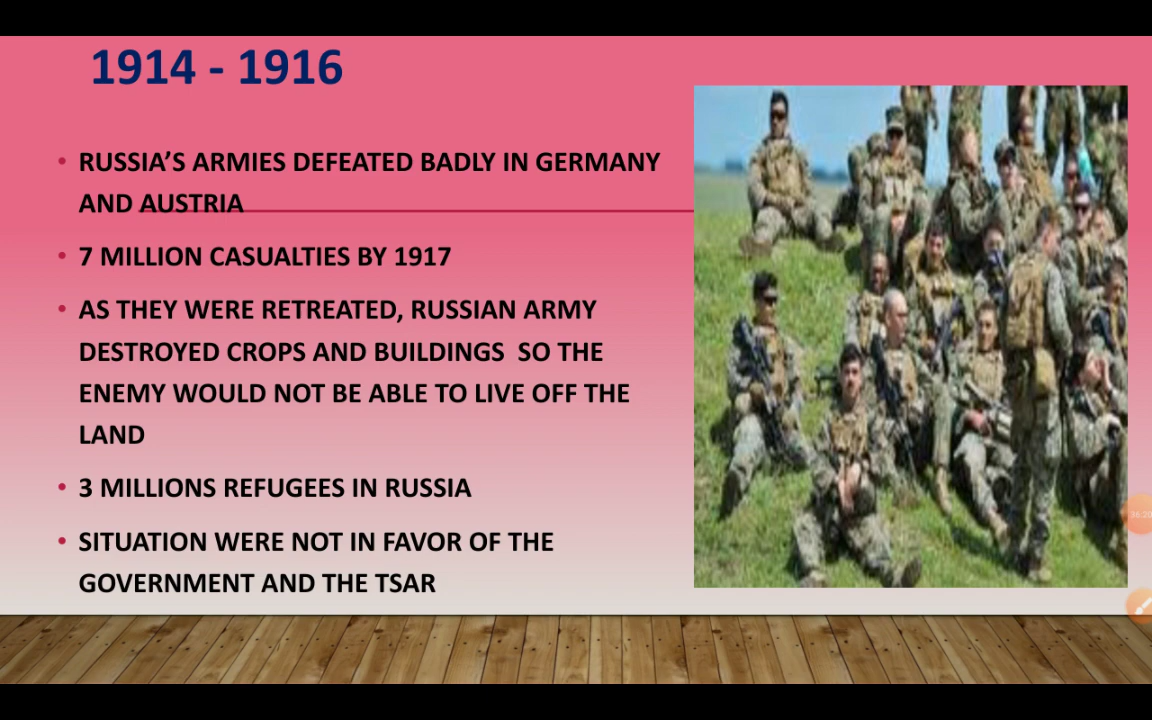 1914 - 1916
• RUSSIA’S ARMIES DEFEATED BADLY IN GERMANY
AND AUSTRIA
• 7 MILLION CASUALTIES BY 1917
• AS THEY WERE RETREATED, RUSSIAN ARMY
DESTROYED CROPS AND BUILDINGS  SO THE
ENEMY WOULD NOT BE ABLE TO LIVE OFF THE
LAND
• 3 MILLIONS REFUGEES IN RUSSIA
• SITUATION WERE NOT IN FAVOR OF THE
GOVERNMENT AND THE TSAR